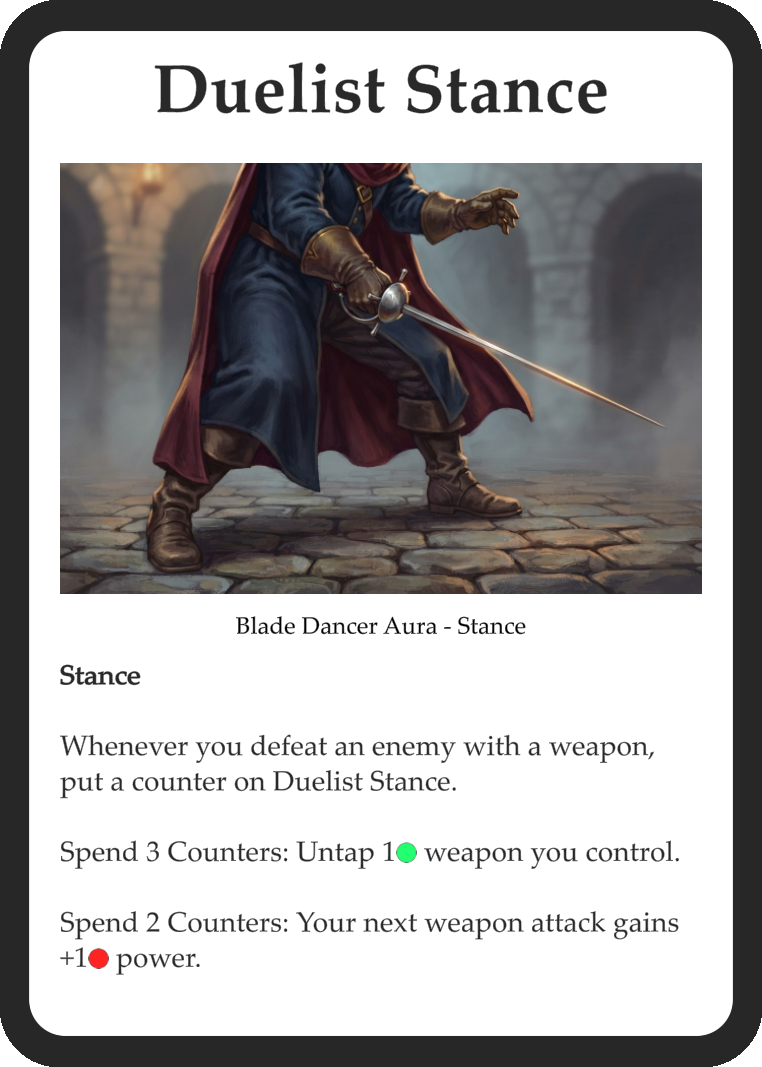 Duelist Stance
Blade Dancer Aura - Stance
Stance
Whenever you defeat an enemy with a weapon,
put a counter on Duelist Stance.
Spend 3 Counters: Untap 1 weapon you control.
Spend 2 Counters: Your next weapon attack gains
+1 power.